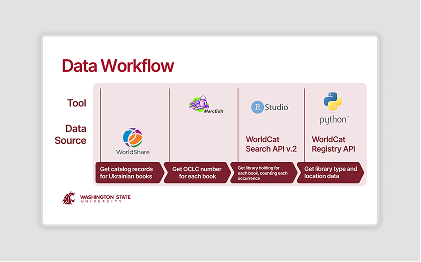 Data Workflow
Tool
MarcEdit
R Studio
python
Data
Source
WorldShare
WorldCat
Search API v.2
WorldCat
Registry API
Get catalog records
for Ukrainian books
Get OCLC number
for each book
Get library holding for
each book, counting each
occurrence
Get library type and
location data
WASHINGTON STATE
UNIVERSITY